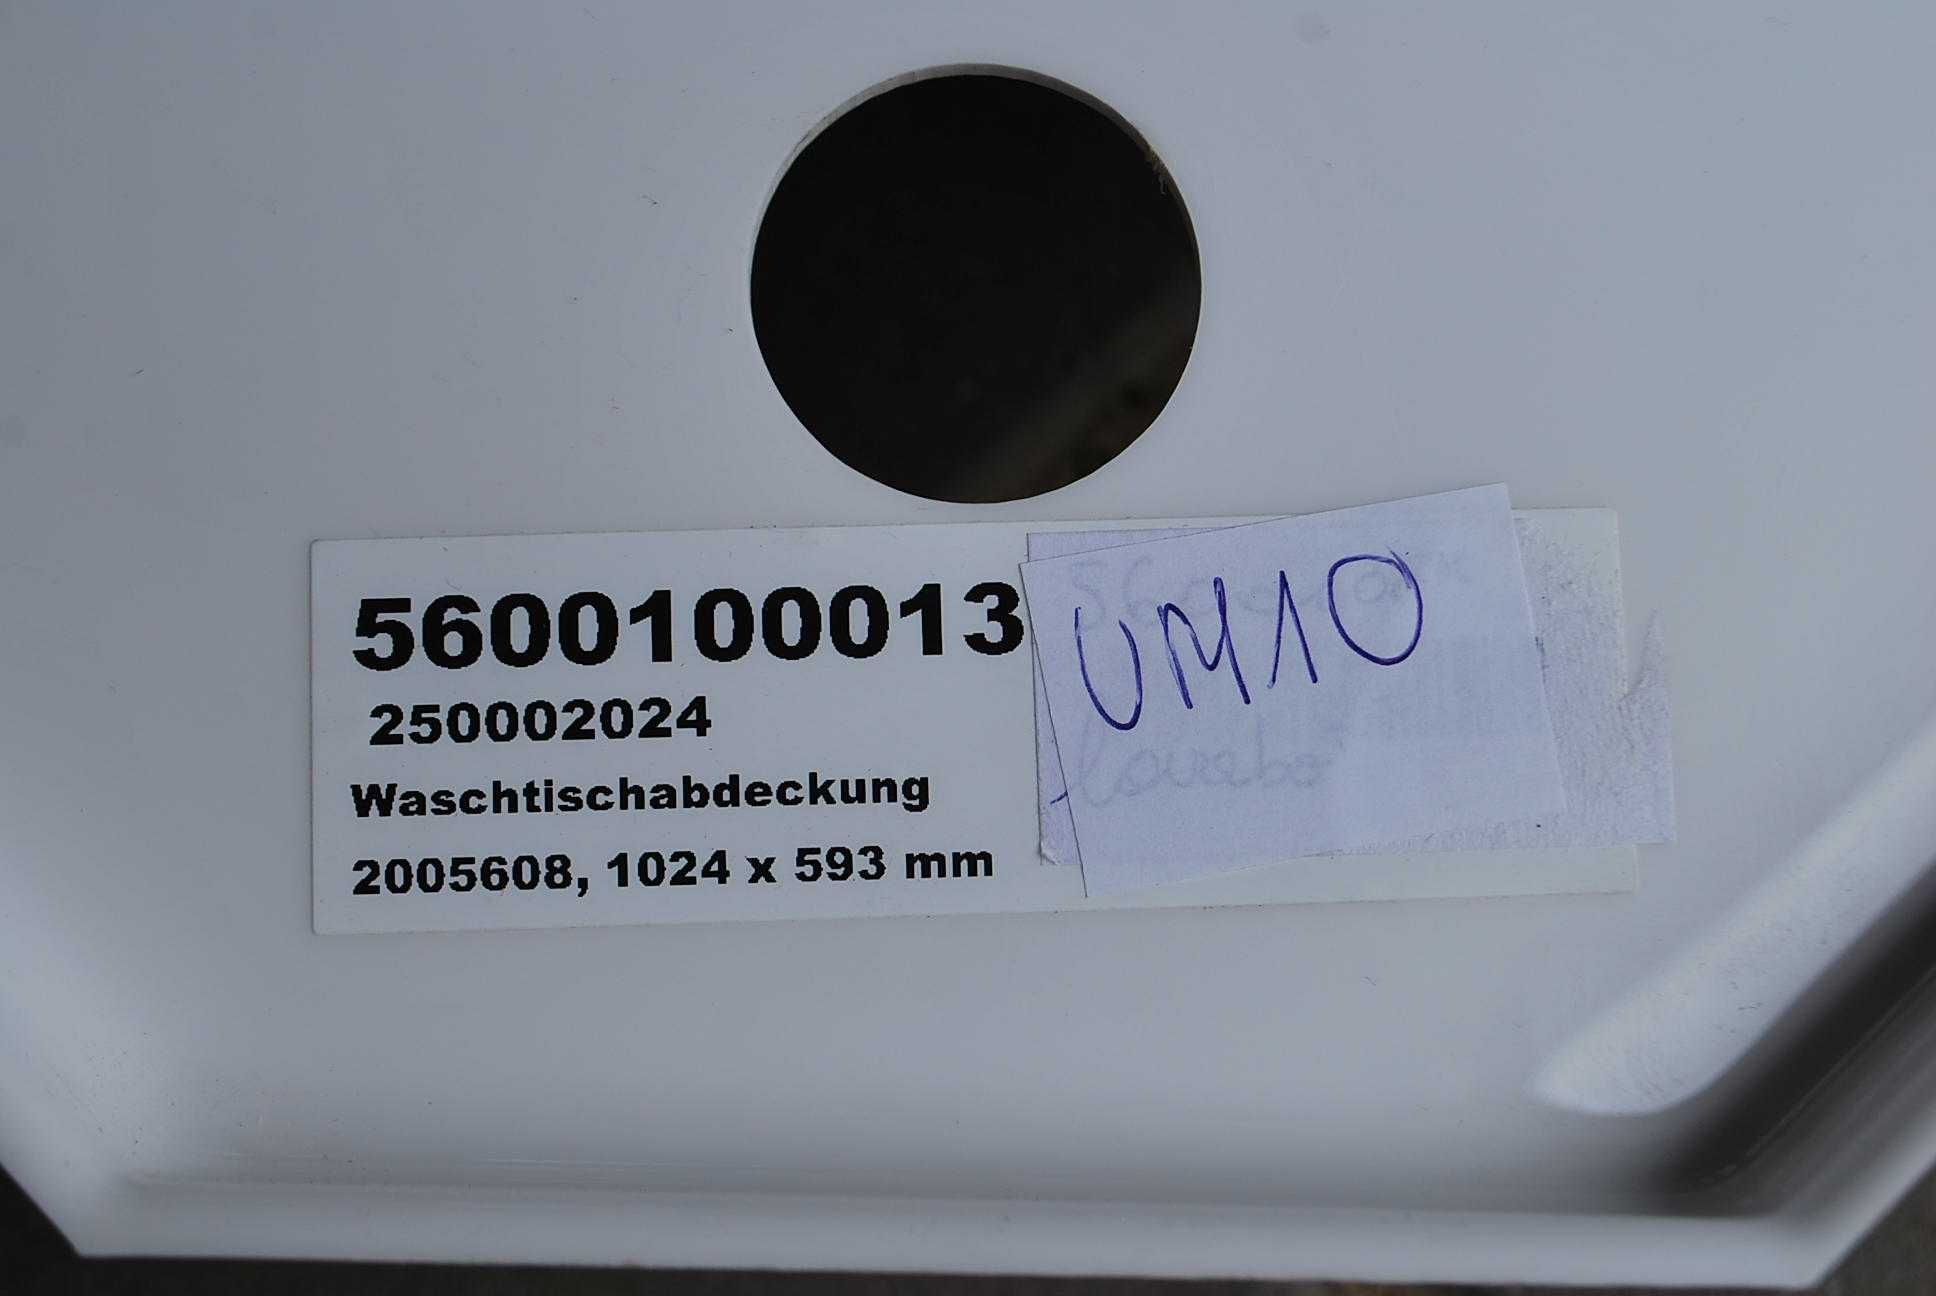 5600100013
250002024
Waschtischabdeckung
2005608, 1024 x 593 mm
UM10